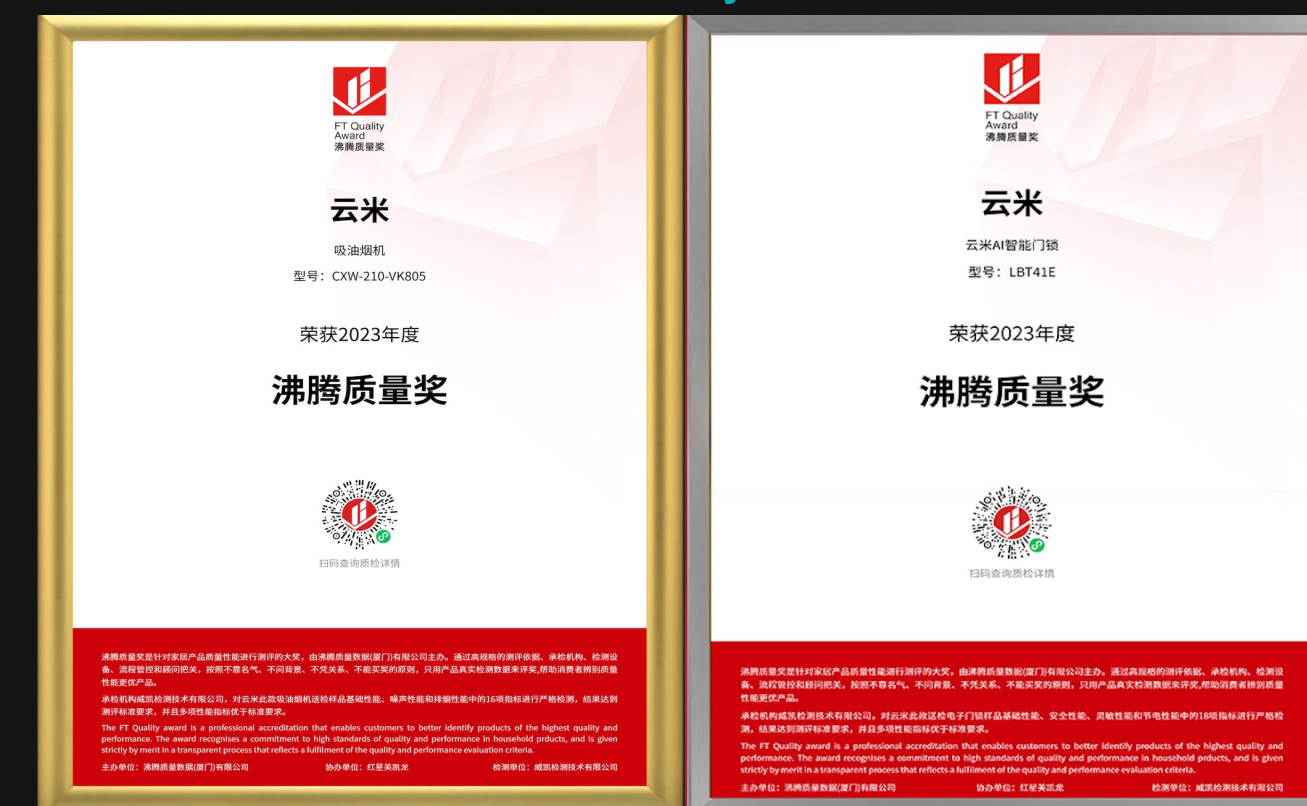 FT Quality
Award
沸腾质量奖
云米
吸油烟机
型号：CXW-210-VK805
荣获2023年度
沸腾质量奖
扫码查询质检详情
沸腾质量奖是针对家居产品质量性能进行测评的大奖，由沸腾质量数据(厦门)有限公司主办。通过高规格的测评依据、承检机构、检测设
备、流程管控和顾问把关，按照不靠名气、不问背景、不凭关系、不能买奖的原则，只用产品真实检测数据来评奖,帮助消费者辨别质量
性能更优产品。
承检机构威凯检测技术有限公司，对云米此款吸油烟机送检样品基础性能、噪声性能和排烟性能中的16项指标进行严格检测，结果达到
测评标准要求，并且多项性能指标优于标准要求。
The FT Quality award is a professional accreditation that enables customers to better identify products of the highest quality and
performance. The award recognises a commitment to high standards of quality and performance in household prducts, and is given
strictly by merit in a transparent process that reflects a fulfilment of the quality and performance evaluation criteria.
主办单位：沸腾质量数据(厦门)有限公司 协办单位：红星美凯龙 检测单位：威凯检测技术有限公司
FT Quality
Award
沸腾质量奖
云米
云米AI智能门锁
型号：LBT41E
荣获2023年度
沸腾质量奖
扫码查询质检详情
沸腾质量奖是针对家居产品质量性能进行测评的大奖，由沸腾质量数据(厦门)有限公司主办。通过高规格的测评依据、承检机构、检测设
备、流程管控和顾问把关，按照不靠名气、不问背景、不凭关系、不能买奖的原则，只用产品真实检测数据来评奖,帮助消费者辨别质量
性能更优产品。
承检机构威凯检测技术有限公司，对云米此款送检电子门锁样品基础性能、安全性能、灵敏性能和节电性能中的18项指标进行严格检
测，结果达到测评标准要求，并且多项性能指标优于标准要求。
The FT Quality award is a professional accreditation that enables customers to better identify products of the highest quality and
performance. The award recognises a commitment to high standards of quality and performance in household prducts, and is given
strictly by merit in a transparent process that reflects a fulfilment of the quality and performance evaluation criteria.
主办单位：沸腾质量数据(厦门)有限公司 协办单位：红星美凯龙 检测单位：威凯检测技术有限公司